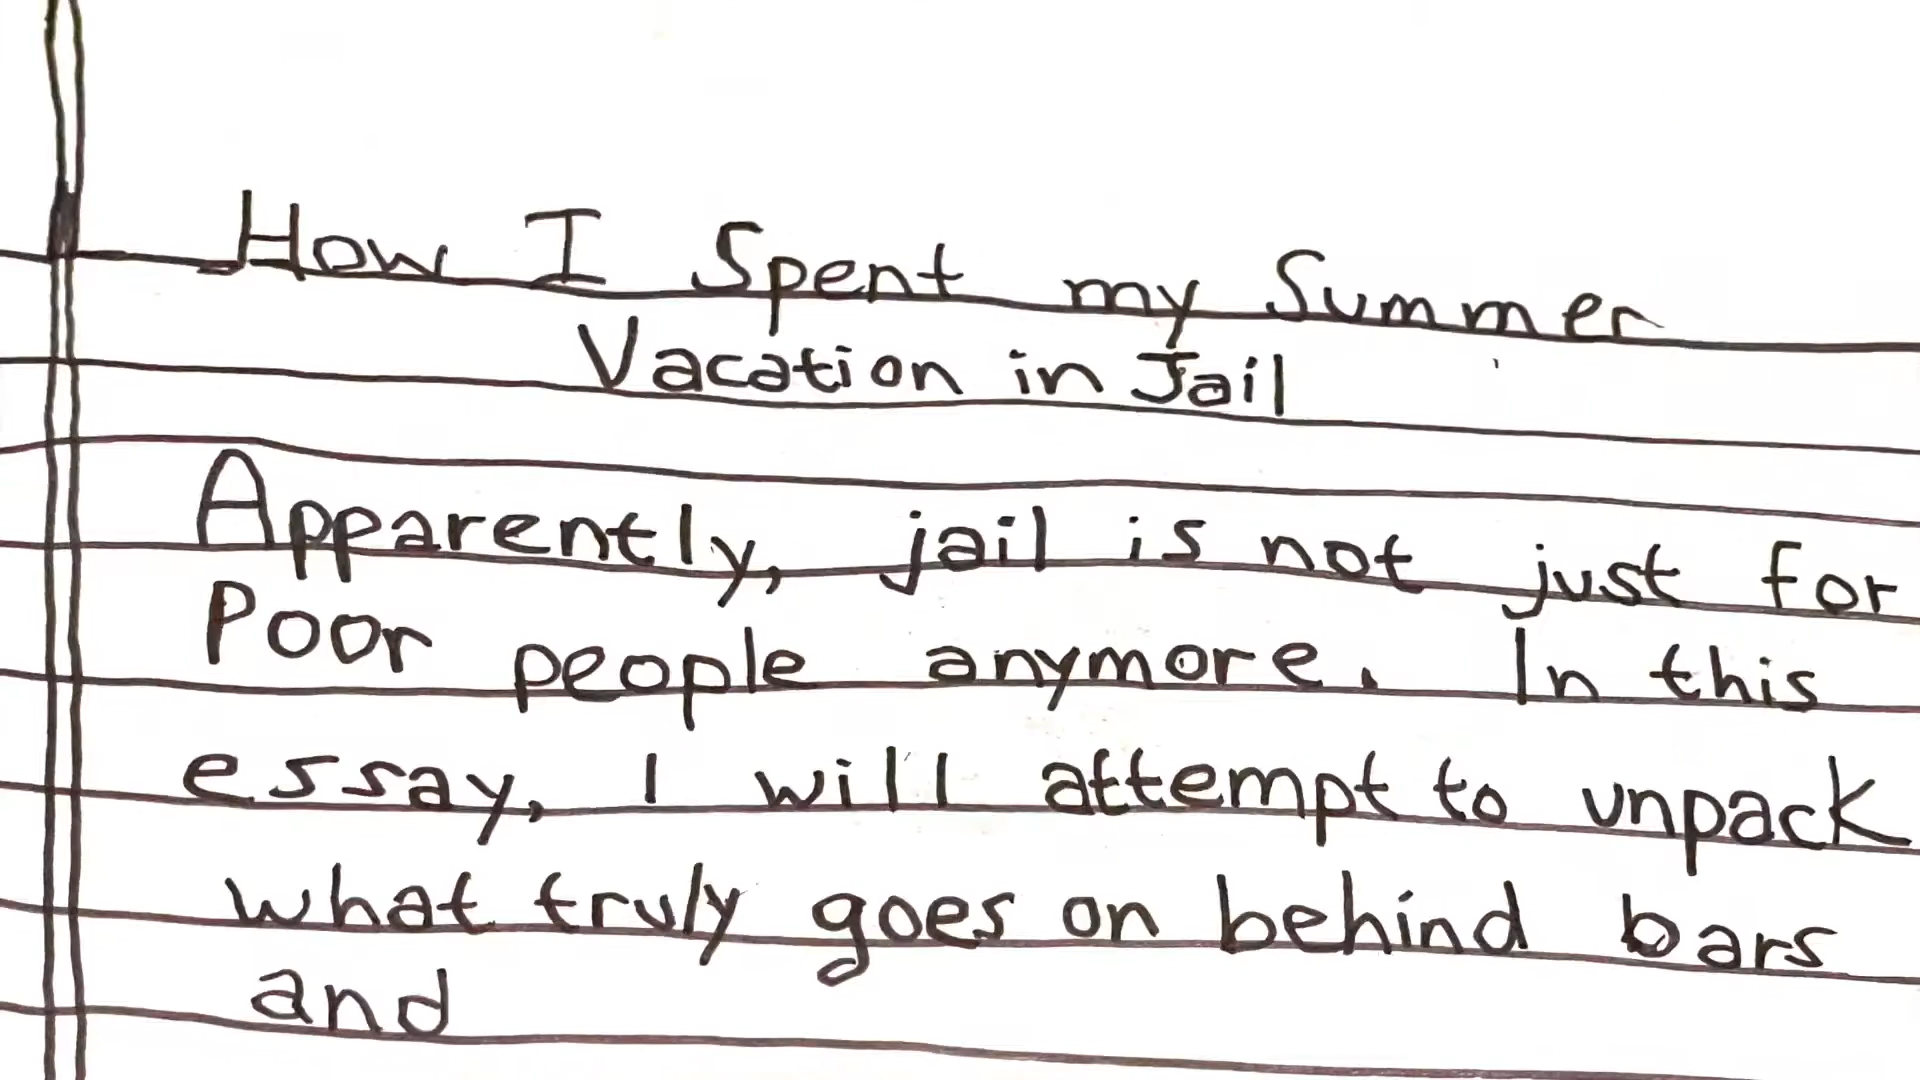 How I Spent my Summer
Vacation in Jail
Apparently, jail is not just for
Poor people anymore. In this
essay, I will attempt to unpack
what truly goes on behind bars
and